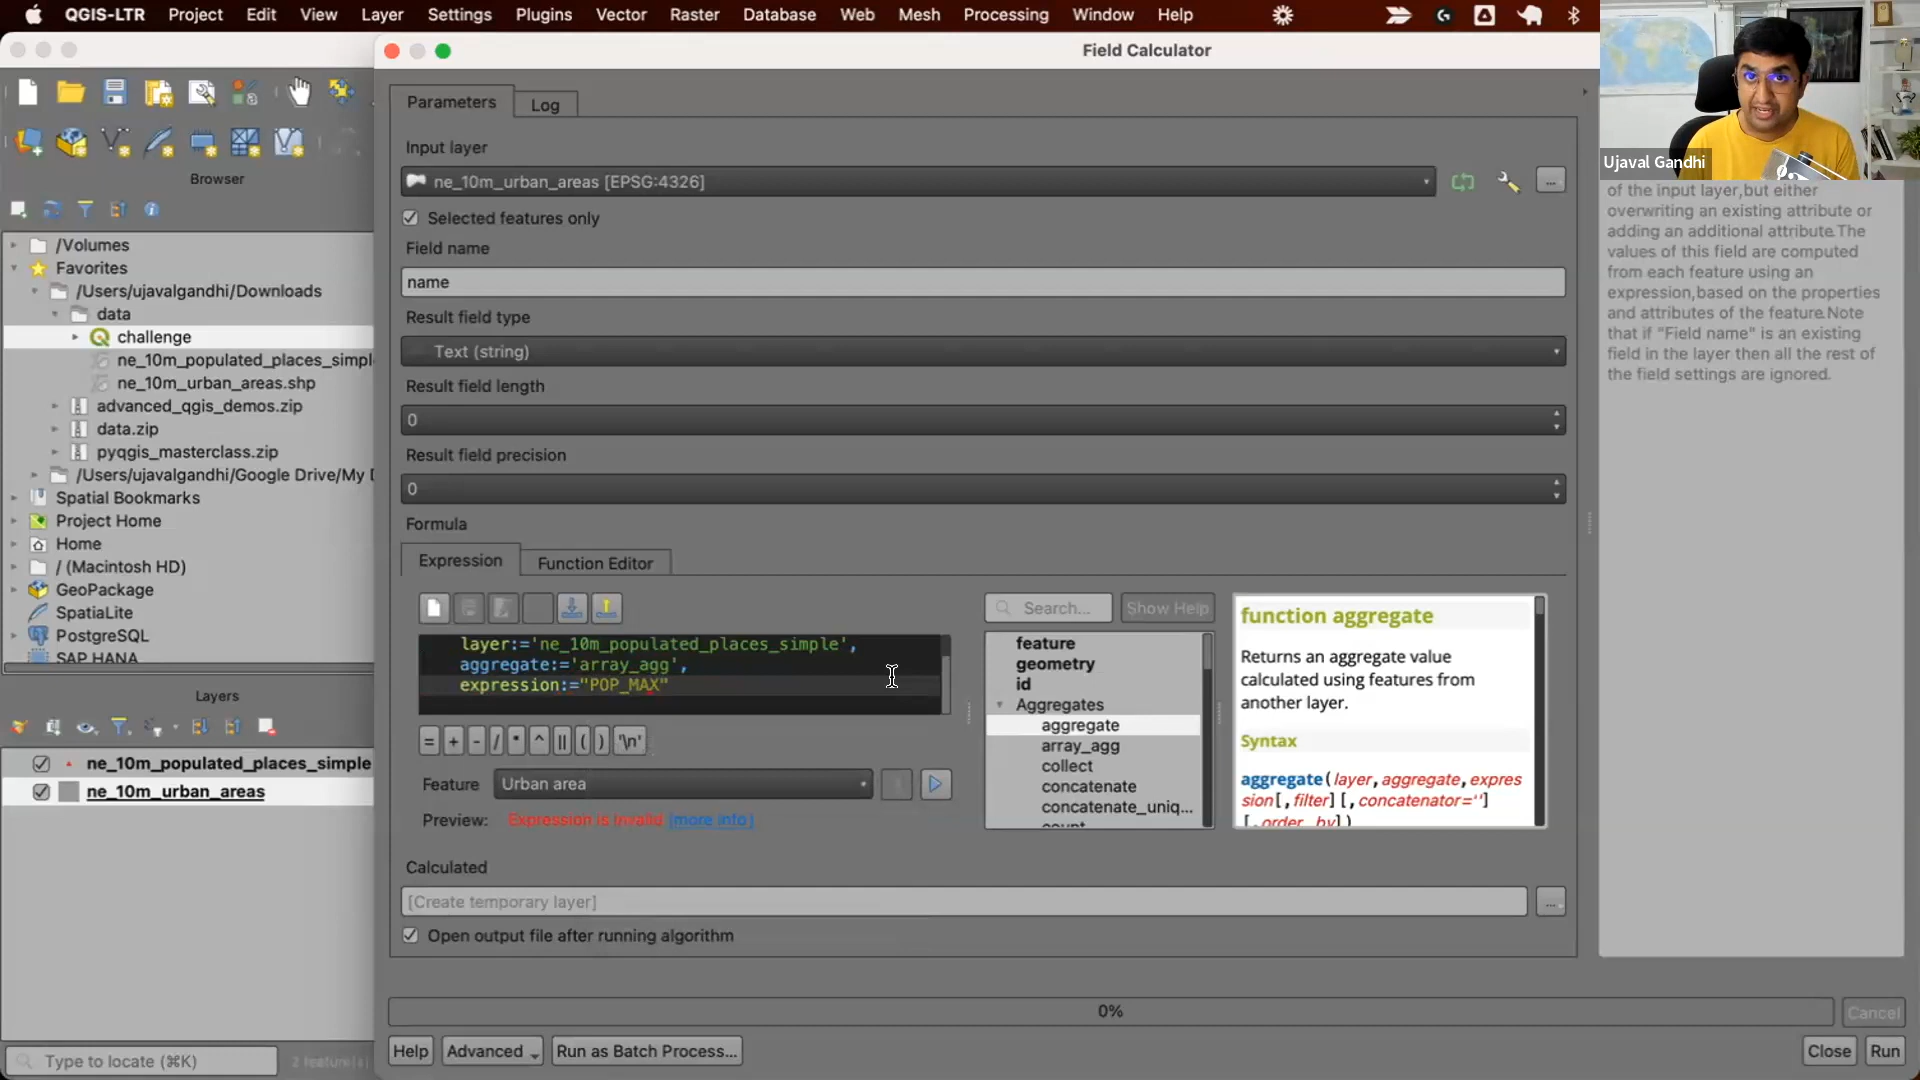 QGIS-LTR Project Edit View Layer Settings Plugins Vector Raster Database Web Mesh Processing Window Help
Field Calculator
Parameters
Log
Input layer
ne_10m_urban_areas [EPSG:4326]
...
Selected features only
Field name
name
Result field type
Text (string)
Result field length
0
Result field precision
0
Formula
Expression
Function Editor
layer:='ne_10m_populated_places_simple',
aggregate:='array_agg',
expression:="POP_MAX"
= + - / * ^ || ( ) '\n'
Feature
Urban area
Preview: Expression is invalid (more info)
Search...
Show Help
feature
geometry
id
Aggregates
aggregate
array_agg
collect
concatenate
concatenate_uniq...
count
function aggregate
Returns an aggregate value
calculated using features from
another layer.
Syntax
aggregate(layer,aggregate,expres
sion[,filter][,concatenator='']
[,order_by])
Calculated
[Create temporary layer]
...
Open output file after running algorithm
0%
Cancel
Help
Advanced
Run as Batch Process...
Close
Run
Browser
/Volumes
Favorites
/Users/ujavalgandhi/Downloads
data
challenge
ne_10m_populated_places_simpl
ne_10m_urban_areas.shp
advanced_qgis_demos.zip
data.zip
pyqgis_masterclass.zip
/Users/ujavalgandhi/Google Drive/My D
Spatial Bookmarks
Project Home
Home
/ (Macintosh HD)
GeoPackage
SpatiaLite
PostgreSQL
SAP HANA
Layers
ne_10m_populated_places_simple
ne_10m_urban_areas
Type to locate (⌘K)
2 feature(s)
Ujaval Gandhi
of the input layer,but either
overwriting an existing attribute or
adding an additional attribute.The
values of this field are computed
from each feature using an
expression,based on the properties
and attributes of the feature.Note
that if "Field name" is an existing
field in the layer then all the rest of
the field settings are ignored.